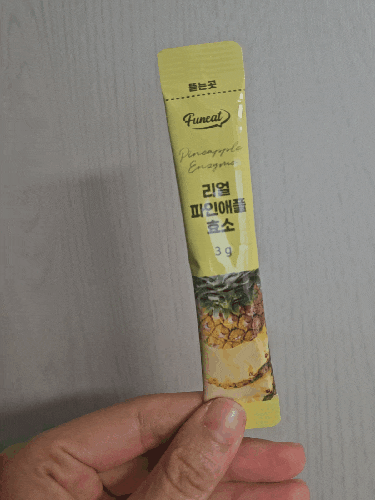 뜯는곳
Funeat
Pineapple
Enzyme
리얼
파인애플
효소
3g